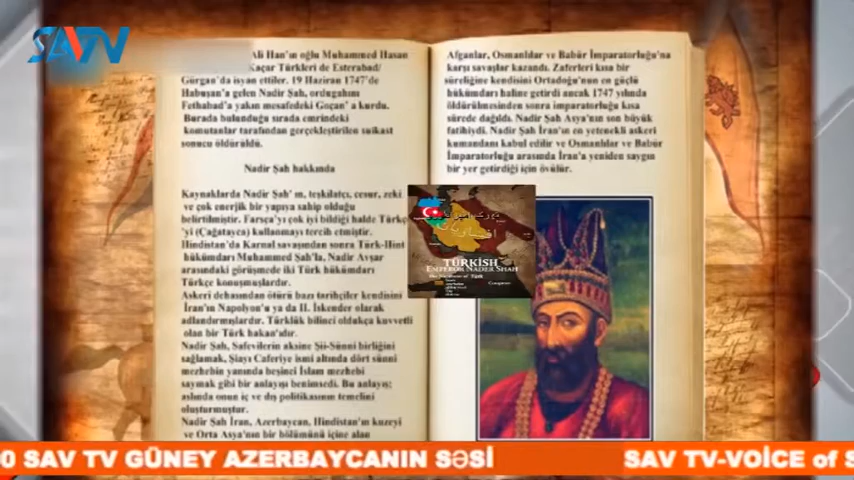 SAVTV
Ali Han'ın oğlu Muhammed Hasan
Kaçar Türkleri de Esterabad/
Gürgan'da isyan ettiler. 19 Haziran 1747'de
Habuşan'a gelen Nadir Şah, ordugahını
Fethabad'a yakın mesafedeki Goçan' a kurdu.
Burada bulunduğu sırada emrindeki
komutanlar tarafından gerçekleştirilen suikast
sonucu öldürüldü.
Nadir Şah hakkında
Kaynaklarda Nadir Şah' ın, teşkilatçı, cesur, zeki
ve çok enerjik bir yapıya sahip olduğu
belirtilmiştir. Farsça'yı çok iyi bildiği halde Türkç
'yi (Çağatayca) kullanmayı tercih etmiştir.
Hindistan'da Karnal savaşından sonra Türk-Hint
hükümdarı Muhammed Şah'la, Nadir Avşar
arasındaki görüşmede iki Türk hükümdarı
Türkçe konuşmuşlardır.
Askeri dehasından ötürü bazı tarihçiler kendisini
İran'ın Napolyon'u ya da II. İskender olarak
adlandırmışlardır. Türklük bilinci oldukça kuvvetli
olan bir Türk hakan'ıdır.
Nadir Şah, Safevilerin aksine Şii-Sünni birliğini
sağlamak, Şiayı Caferiye ismi altında dört sünni
mezhebin yanında beşinci İslam mezhebi
saymak gibi bir anlayışı benimsedi. Bu anlayış;
aslında onun iç ve dış politikasının temelini
oluşturmuştur.
Nadir Şah İran, Azerbaycan, Hindistan'ın kuzeyi
ve Orta Asya'nın bir bölümünü içine alan
Afganlar, Osmanlılar ve Babür İmparatorluğu'na
karşı savaşlar kazandı. Zaferleri kısa bir
süreliğine kendisini Ortadoğu'nun en güçlü
hükümdarı haline getirdi ancak 1747 yılında
öldürülmesinden sonra imparatorluğu kısa
sürede dağıldı. Nadir Şah Asya'nın son büyük
fatihiydi. Nadir Şah İran'ın en yetenekli askeri
kumandanı kabul edilir ve Osmanlılar ve Babür
İmparatorluğu arasında İran'a yeniden saygın
bir yer getirdiği için övülür.
TÜRKİSH
EMPEROR NADER SHAH
0 SAV TV GÜNEY AZERBAYCANIN SƏSİ
SAV TV-VOİCE of S